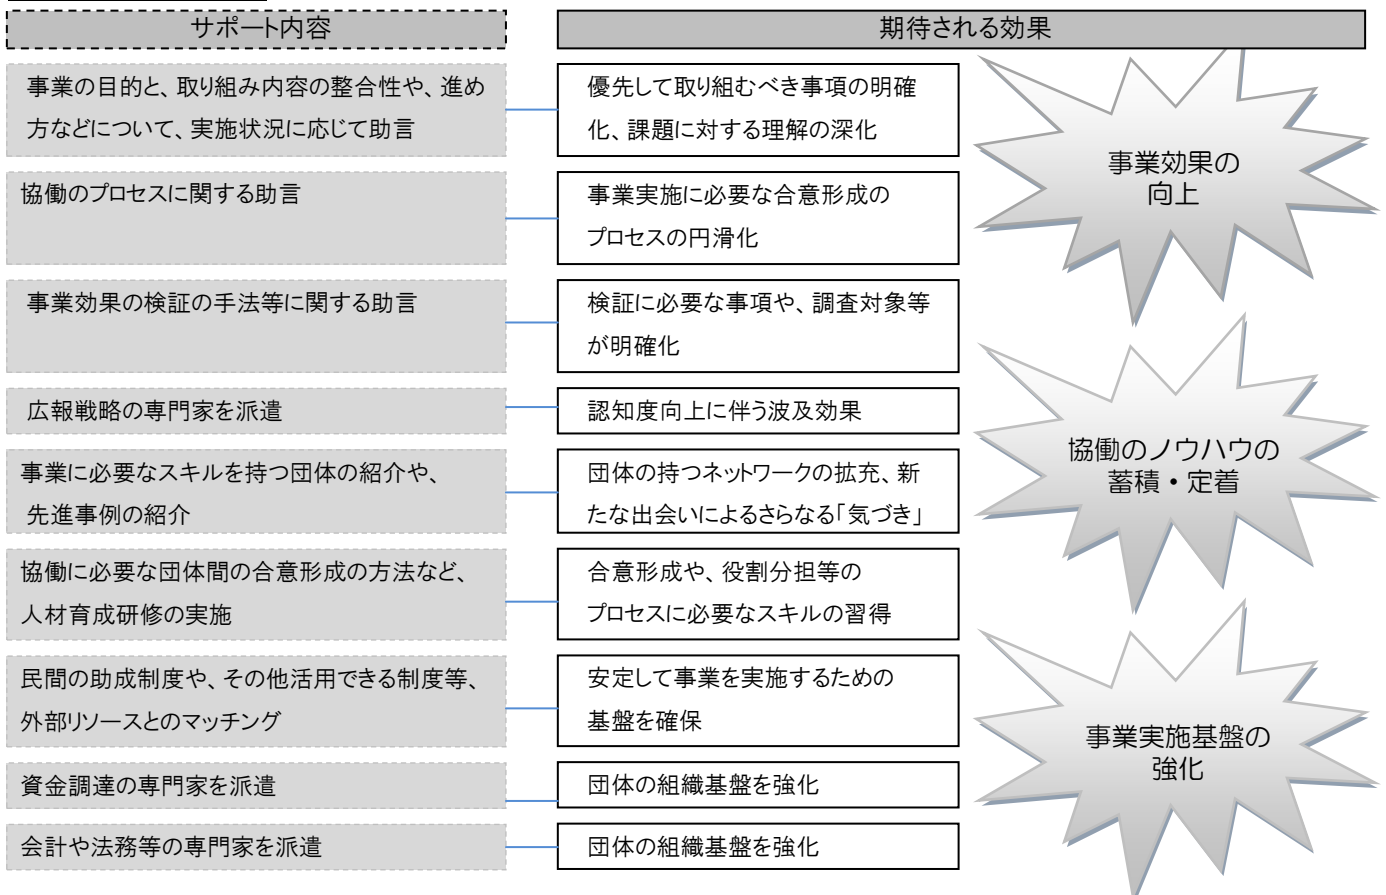 サポート内容
期待される効果
事業の目的と、取り組み内容の整合性や、進め
方などについて、実施状況に応じて助言
優先して取り組むべき事項の明確
化、課題に対する理解の深化
協働のプロセスに関する助言
事業実施に必要な合意形成の
プロセスの円滑化
事業効果の検証の手法等に関する助言
検証に必要な事項や、調査対象等
が明確化
広報戦略の専門家を派遣
認知度向上に伴う波及効果
事業に必要なスキルを持つ団体の紹介や、
先進事例の紹介
団体の持つネットワークの拡充、新
たな出会いによるさらなる「気づき」
協働に必要な団体間の合意形成の方法など、
人材育成研修の実施
合意形成や、役割分担等の
プロセスに必要なスキルの習得
民間の助成制度や、その他活用できる制度等、
外部リソースとのマッチング
安定して事業を実施するための
基盤を確保
資金調達の専門家を派遣
団体の組織基盤を強化
会計や法務等の専門家を派遣
団体の組織基盤を強化
事業効果の
向上
協働のノウハウの
蓄積・定着
事業実施基盤の
強化